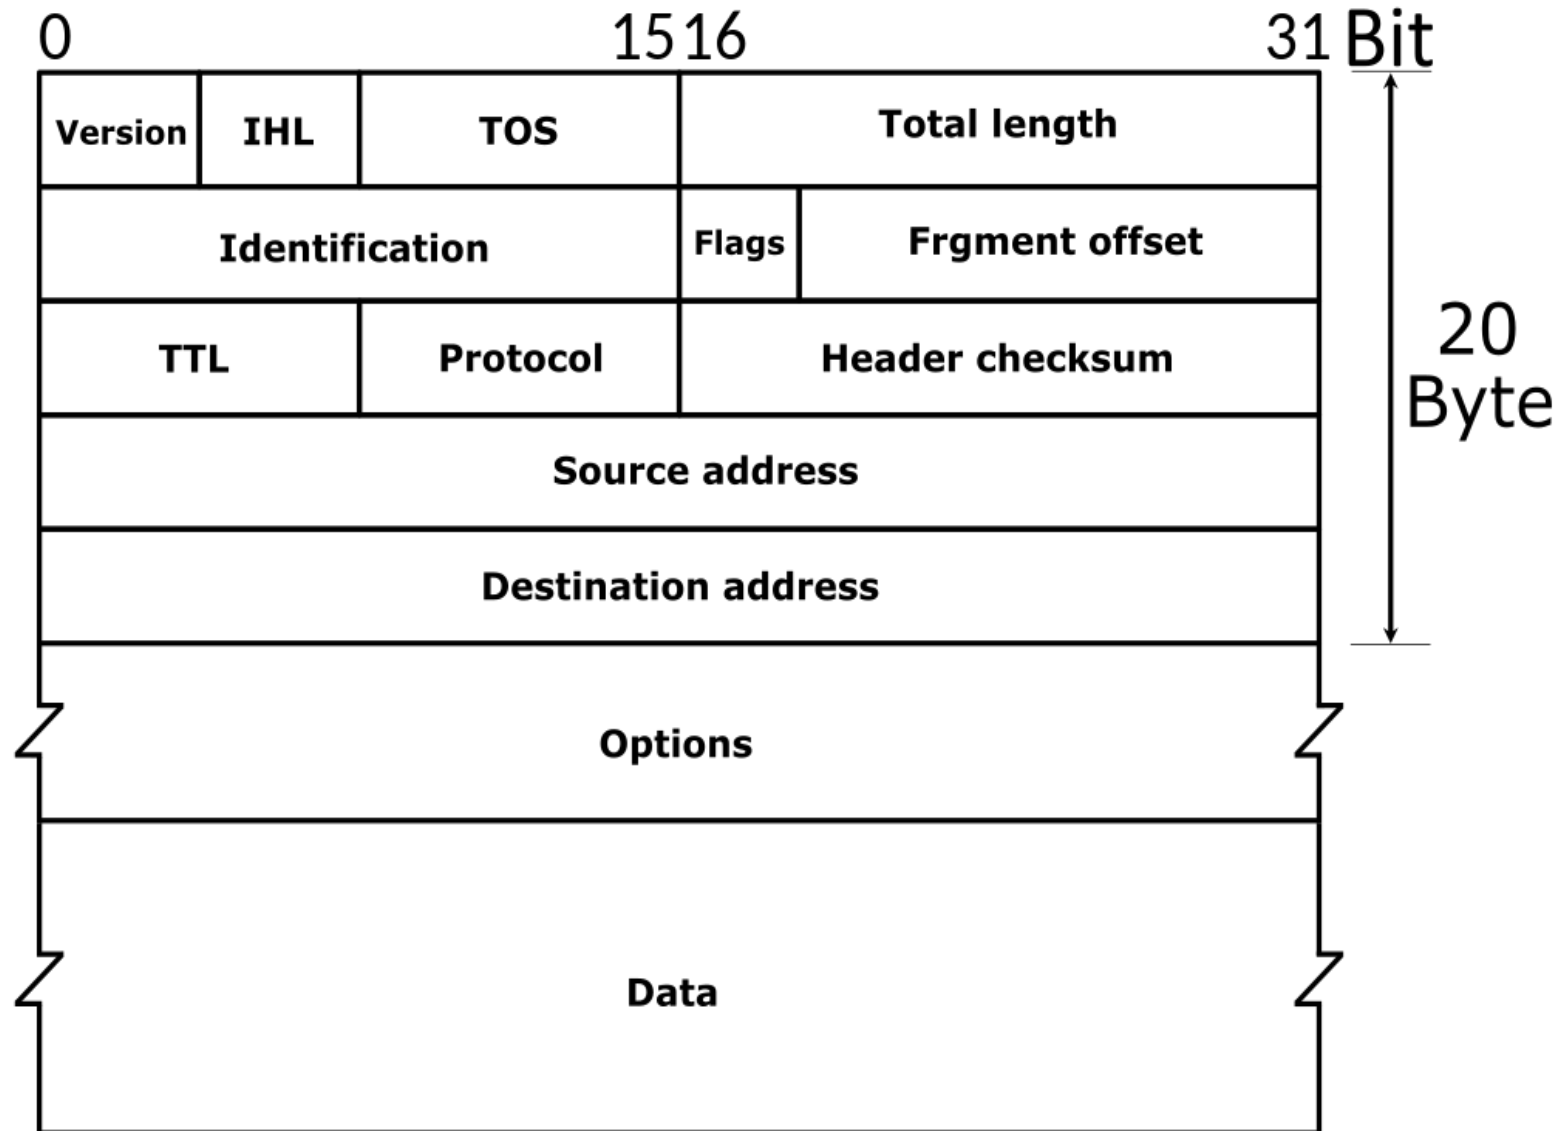 0 15 16 31 Bit
Version IHL TOS Total length
Identification Flags Frgment offset
TTL Protocol Header checksum
20
Byte
Source address
Destination address
Options
Data